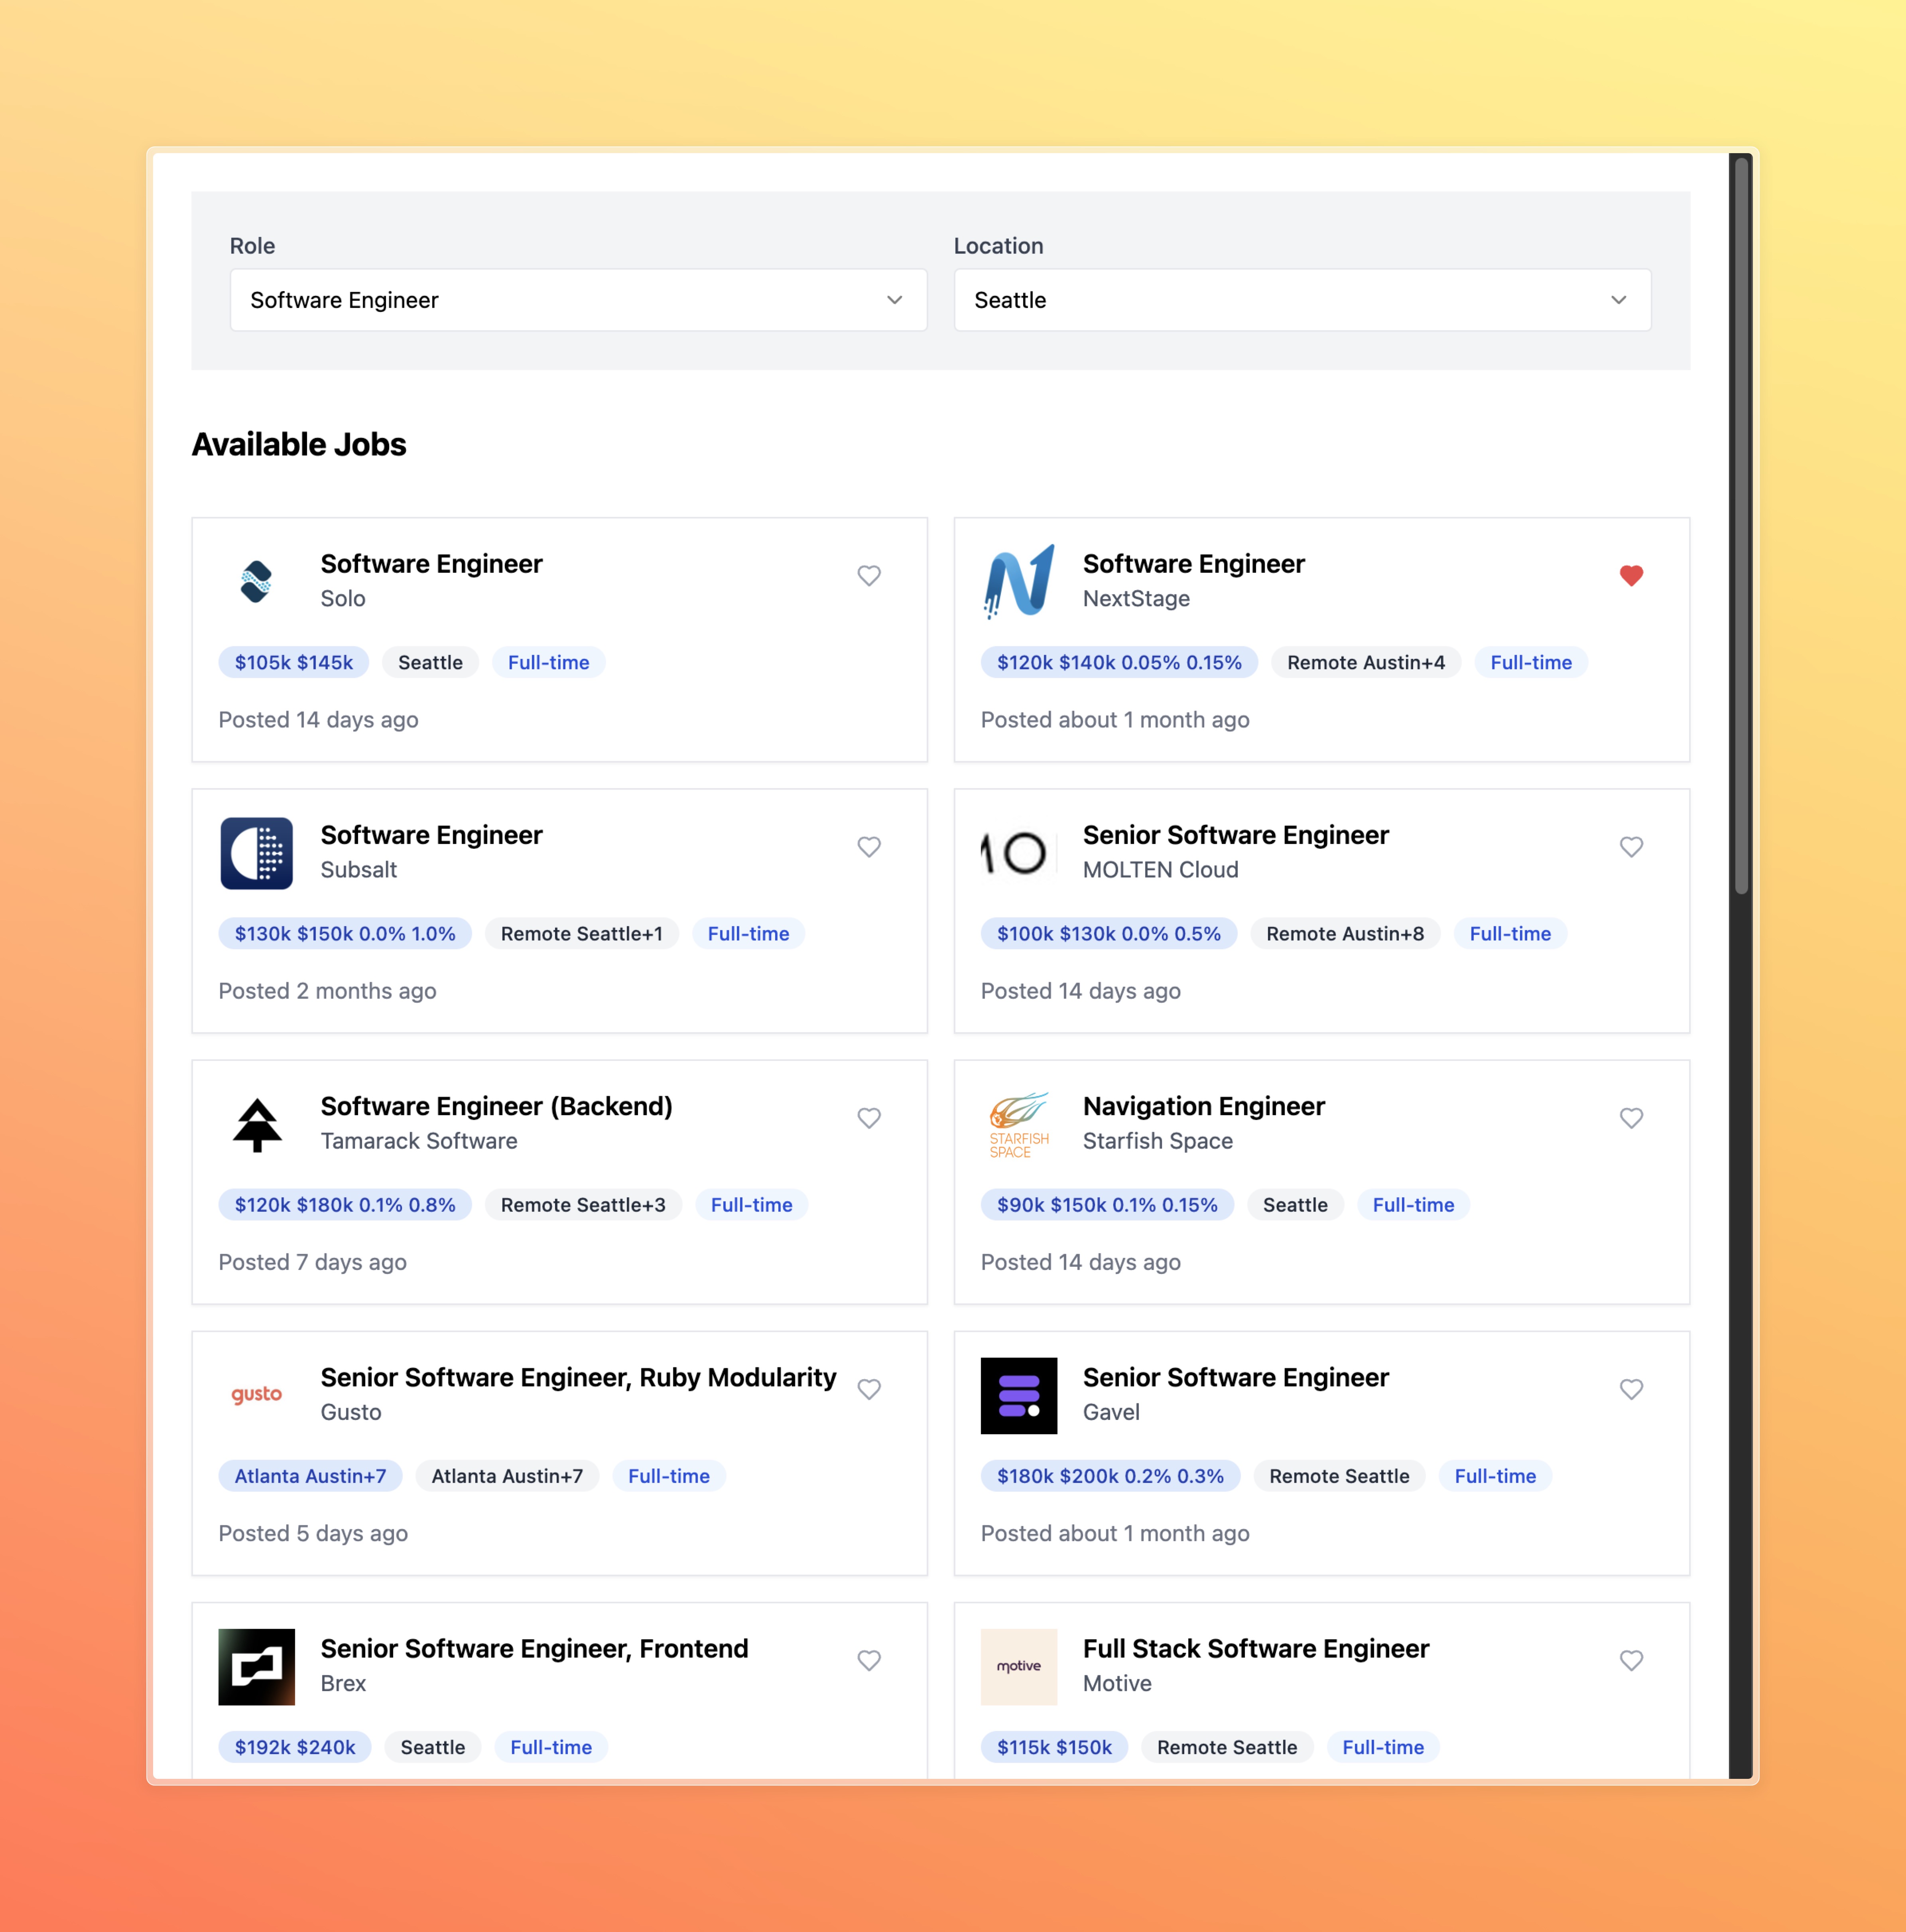 Role
Software Engineer
Location
Seattle
Available Jobs
Software Engineer
Solo
$105k $145k
Seattle
Full-time
Posted 14 days ago
Software Engineer
NextStage
$120k $140k 0.05% 0.15%
Remote Austin+4
Full-time
Posted about 1 month ago
Software Engineer
Subsalt
$130k $150k 0.0% 1.0%
Remote Seattle+1
Full-time
Posted 2 months ago
Senior Software Engineer
MOLTEN Cloud
$100k $130k 0.0% 0.5%
Remote Austin+8
Full-time
Posted 14 days ago
Software Engineer (Backend)
Tamarack Software
$120k $180k 0.1% 0.8%
Remote Seattle+3
Full-time
Posted 7 days ago
STARFISH
SPACE
Navigation Engineer
Starfish Space
$90k $150k 0.1% 0.15%
Seattle
Full-time
Posted 14 days ago
gusto
Senior Software Engineer, Ruby Modularity
Gusto
Atlanta Austin+7
Atlanta Austin+7
Full-time
Posted 5 days ago
Senior Software Engineer
Gavel
$180k $200k 0.2% 0.3%
Remote Seattle
Full-time
Posted about 1 month ago
Senior Software Engineer, Frontend
Brex
$192k $240k
Seattle
Full-time
motive
Full Stack Software Engineer
Motive
$115k $150k
Remote Seattle
Full-time